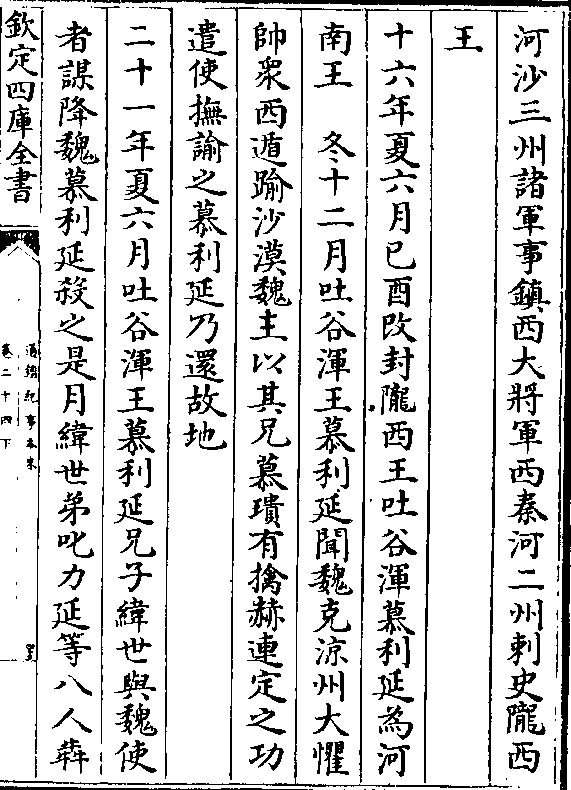 河沙三州諸軍事鎮西大將軍西秦河二州刺史隴西
王
十六年夏六月已酉改封隴西王吐谷渾慕利延為河
南王　冬十二月吐谷渾王慕利延聞魏克涼州大懼
帥衆西遁踰沙漠魏主以其兄慕璝有擒赫連定之功
遣使撫諭之慕利延乃還故地
二十一年夏六月吐谷渾王慕利延兄子緯世與魏使
者謀降魏慕利延殺之是月緯世弟叱力延等八人犇
欽定四庫全書
通鑑紀事本末
卷二十四下